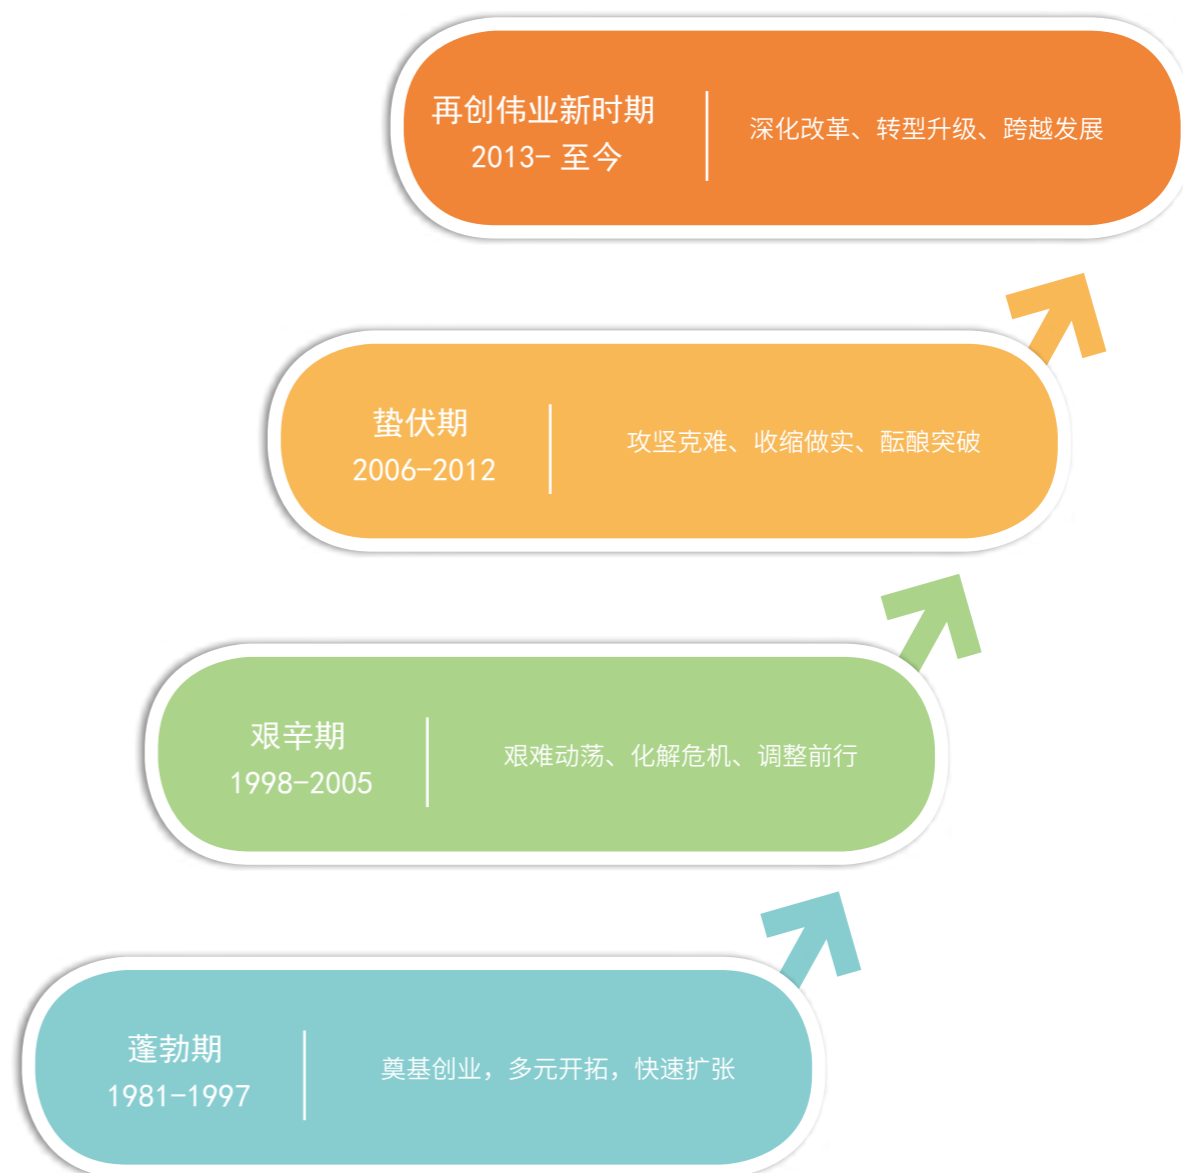 再创伟业新时期
2013- 至今
深化改革、转型升级、跨越发展
蛰伏期
2006-2012
攻坚克难、收缩做实、酝酿突破
艰辛期
1998-2005
艰难动荡、化解危机、调整前行
蓬勃期
1981-1997
奠基创业，多元开拓，快速扩张